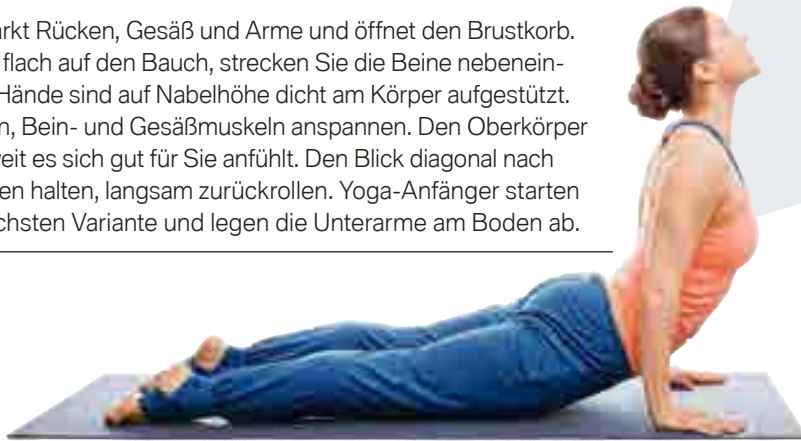 rkt Rücken, Gesäß und Arme und öffnet den Brustkorb.
flach auf den Bauch, strecken Sie die Beine nebenein-
Hände sind auf Nabelhöhe dicht am Körper aufgestützt.
n, Bein- und Gesäßmuskeln anspannen. Den Oberkörper
weit es sich gut für Sie anfühlt. Den Blick diagonal nach
en halten, langsam zurückrollen. Yoga-Anfänger starten
chsten Variante und legen die Unterarme am Boden ab.